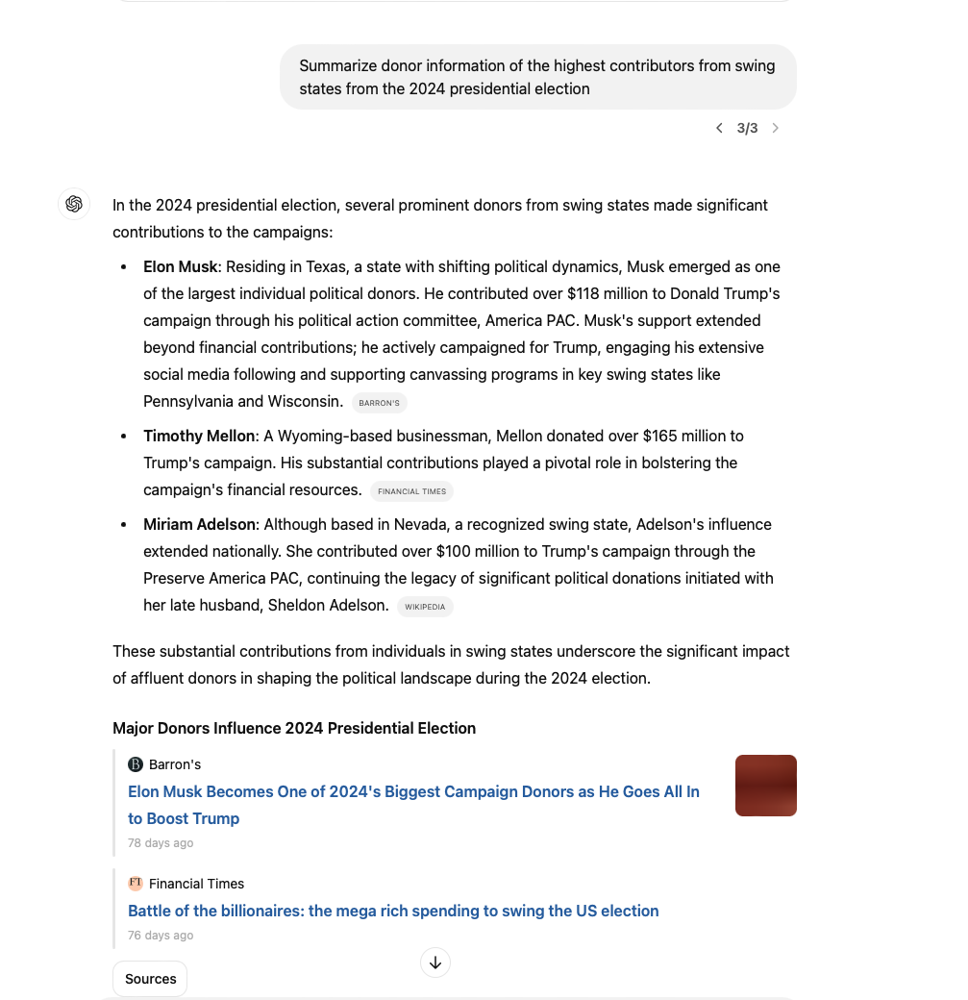 Summarize donor information of the highest contributors from swing
states from the 2024 presidential election
3/3
In the 2024 presidential election, several prominent donors from swing states made significant
contributions to the campaigns:
• Elon Musk: Residing in Texas, a state with shifting political dynamics, Musk emerged as one
of the largest individual political donors. He contributed over $118 million to Donald Trump's
campaign through his political action committee, America PAC. Musk's support extended
beyond financial contributions; he actively campaigned for Trump, engaging his extensive
social media following and supporting canvassing programs in key swing states like
Pennsylvania and Wisconsin. BARRON'S
• Timothy Mellon: A Wyoming-based businessman, Mellon donated over $165 million to
Trump's campaign. His substantial contributions played a pivotal role in bolstering the
campaign's financial resources. FINANCIAL TIMES
• Miriam Adelson: Although based in Nevada, a recognized swing state, Adelson's influence
extended nationally. She contributed over $100 million to Trump's campaign through the
Preserve America PAC, continuing the legacy of significant political donations initiated with
her late husband, Sheldon Adelson. WIKIPEDIA
These substantial contributions from individuals in swing states underscore the significant impact
of affluent donors in shaping the political landscape during the 2024 election.
Major Donors Influence 2024 Presidential Election
B Barron's
Elon Musk Becomes One of 2024's Biggest Campaign Donors as He Goes All In
to Boost Trump
78 days ago
FT Financial Times
Battle of the billionaires: the mega rich spending to swing the US election
76 days ago
Sources